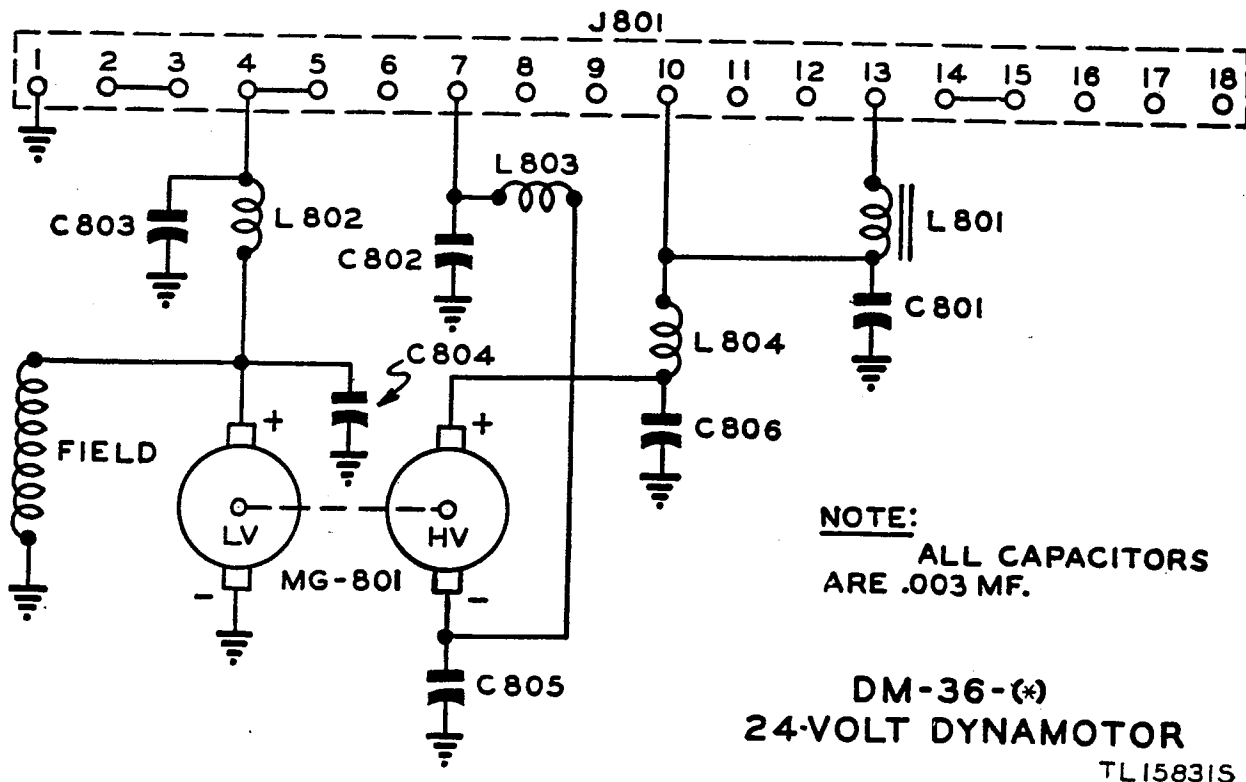 J801
1 2 3 4 5 6 7 8 9 10 11 12 13 14 15 16 17 18
L803
C803
L802
C802
L801
C801
C804
L804
FIELD
+
+
C806
LV
HV
MG-801
-
-
C805
NOTE:
ALL CAPACITORS
ARE .003 MF.
DM-36-(*)
24-VOLT DYNAMOTOR
TL15831S